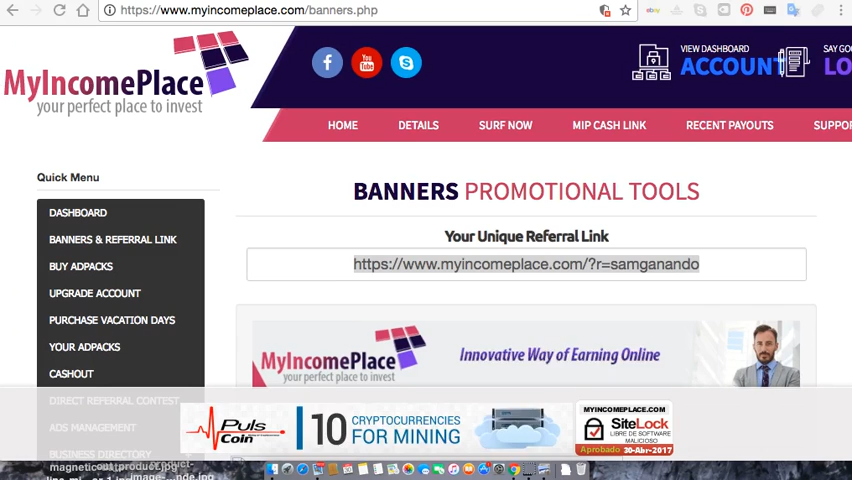 https://www.myincomeplace.com/banners.php
ebay
MyIncomePlace
your perfect place to invest
f
You Tube
S
VIEW DASHBOARD
ACCOUNT
SAY GO
LO
HOME DETAILS SURF NOW MIP CASH LINK RECENT PAYOUTS SUPPO
Quick Menu
DASHBOARD
BANNERS & REFERRAL LINK
BUY ADPACKS
UPGRADE ACCOUNT
PURCHASE VACATION DAYS
YOUR ADPACKS
CASHOUT
DIRECT REFERRAL CONTEST
ADS MANAGEMENT
BUSINESS DIRECTORY
BANNERS PROMOTIONAL TOOLS
Your Unique Referral Link
https://www.myincomeplace.com/?r=samganando
MyIncomePlace
your perfect place to invest
Innovative Way of Earning Online
Puls
Coin
10 CRYPTOCURRENCIES
FOR MINING
MYINCOMEPLACE.COM
SiteLock
LIBRE DE SOFTWARE
MALICIOSO
Aprobado 30-Abr-2017